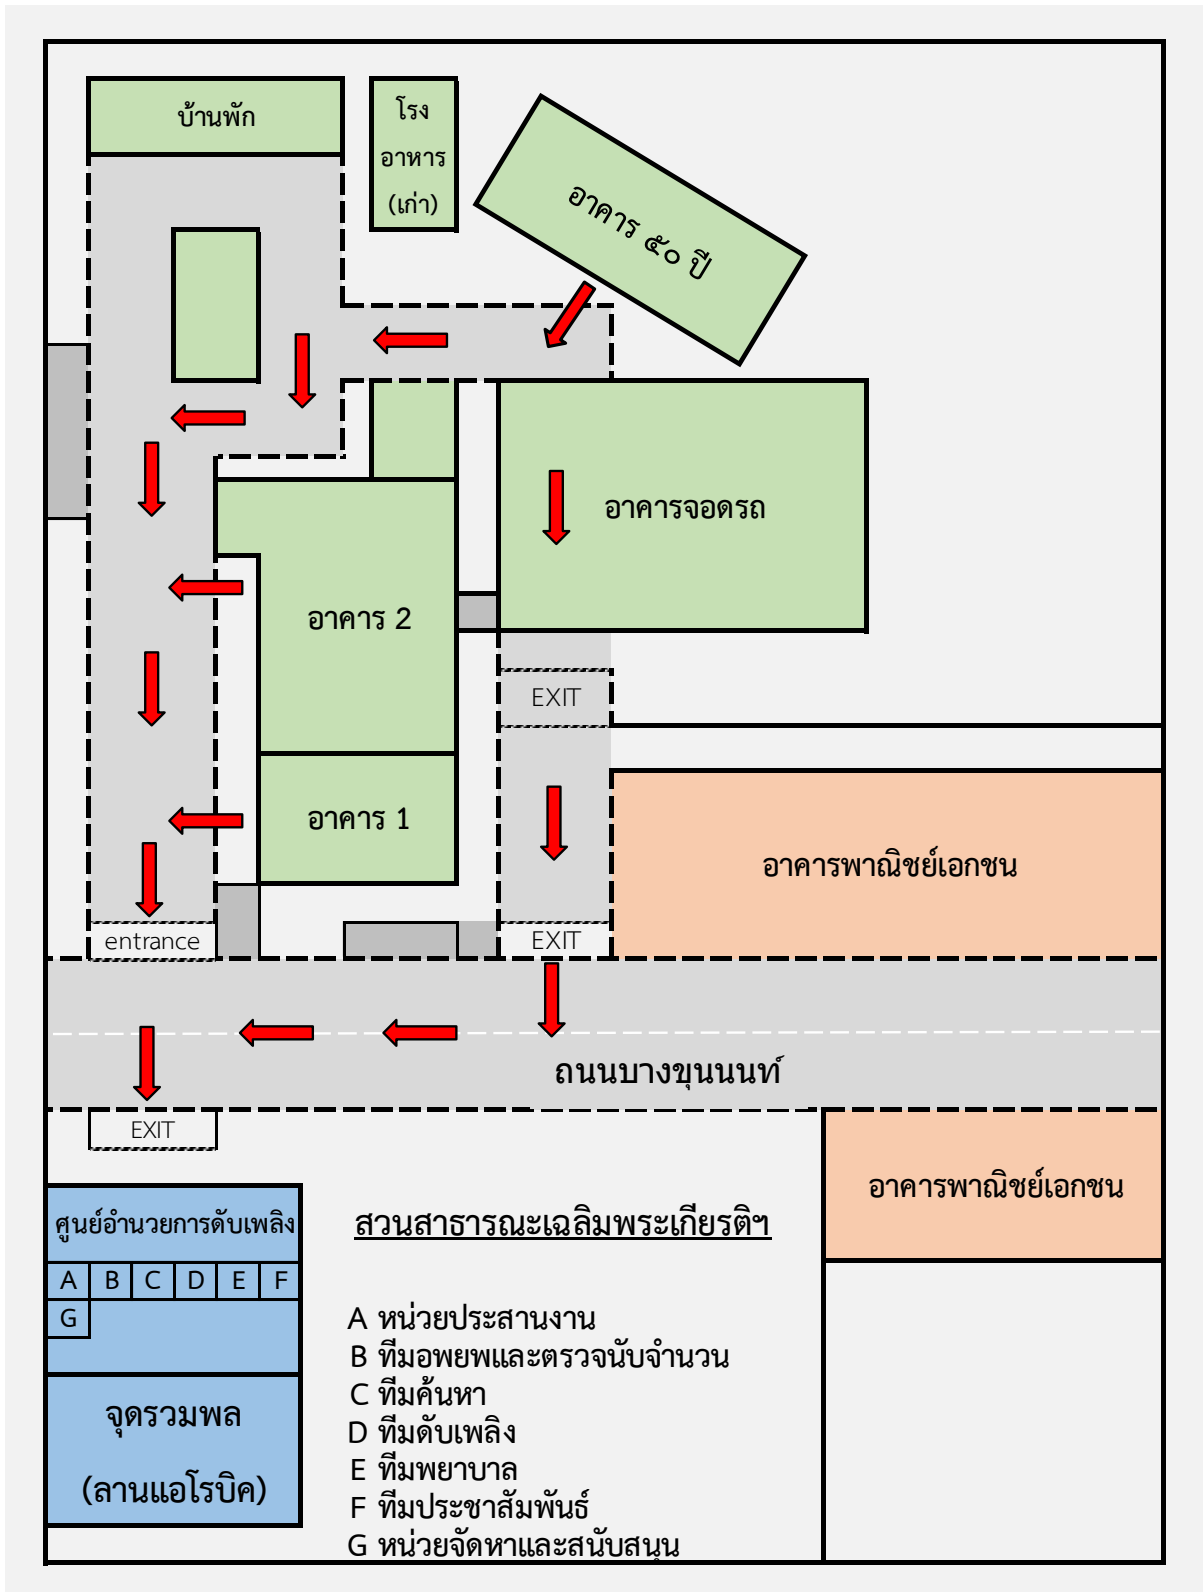 บ้านพัก
โรง
อาหาร
(เก่า)
อาคาร ๕๐ ปี
อาคารจอดรถ
อาคาร 2
EXIT
อาคาร 1
อาคารพาณิชย์เอกชน
entrance
EXIT
ถนนบางขุนนนท์
EXIT
อาคารพาณิชย์เอกชน
ศูนย์อำนวยการดับเพลิง
A B C D E F
G
จุดรวมพล
(ลานแอโรบิค)
สวนสาธารณะเฉลิมพระเกียรติฯ
A หน่วยประสานงาน
B ทีมอพยพและตรวจนับจำนวน
C ทีมค้นหา
D ทีมดับเพลิง
E ทีมพยาบาล
F ทีมประชาสัมพันธ์
G หน่วยจัดหาและสนับสนุน